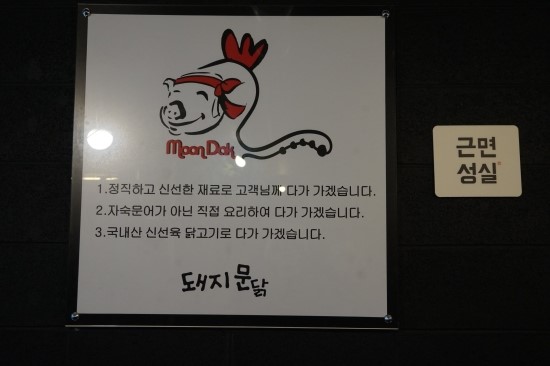 Moon Dak
1.정직하고 신선한 재료로 고객님께 다가 가겠습니다.
2.자숙문어가 아닌 직접 요리하여 다가 가겠습니다.
3.국내산 신선육 닭고기로 다가 가겠습니다.
돼지문닭
근면
성실